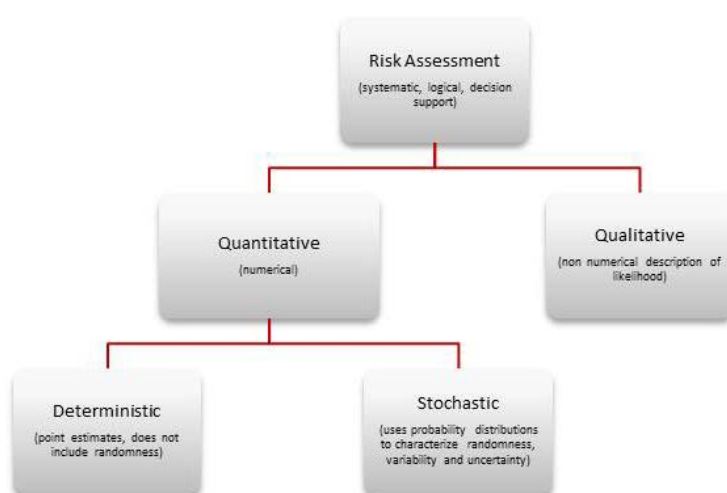 Risk Assessment
(systematic, logical, decision
support)
Quantitative
(numerical)
Qualitative
(non numerical description of
likelihood)
Deterministic
(point estimates, does not
include randomness)
Stochastic
(uses probability distributions
to characterize randomness,
variability and uncertainty)